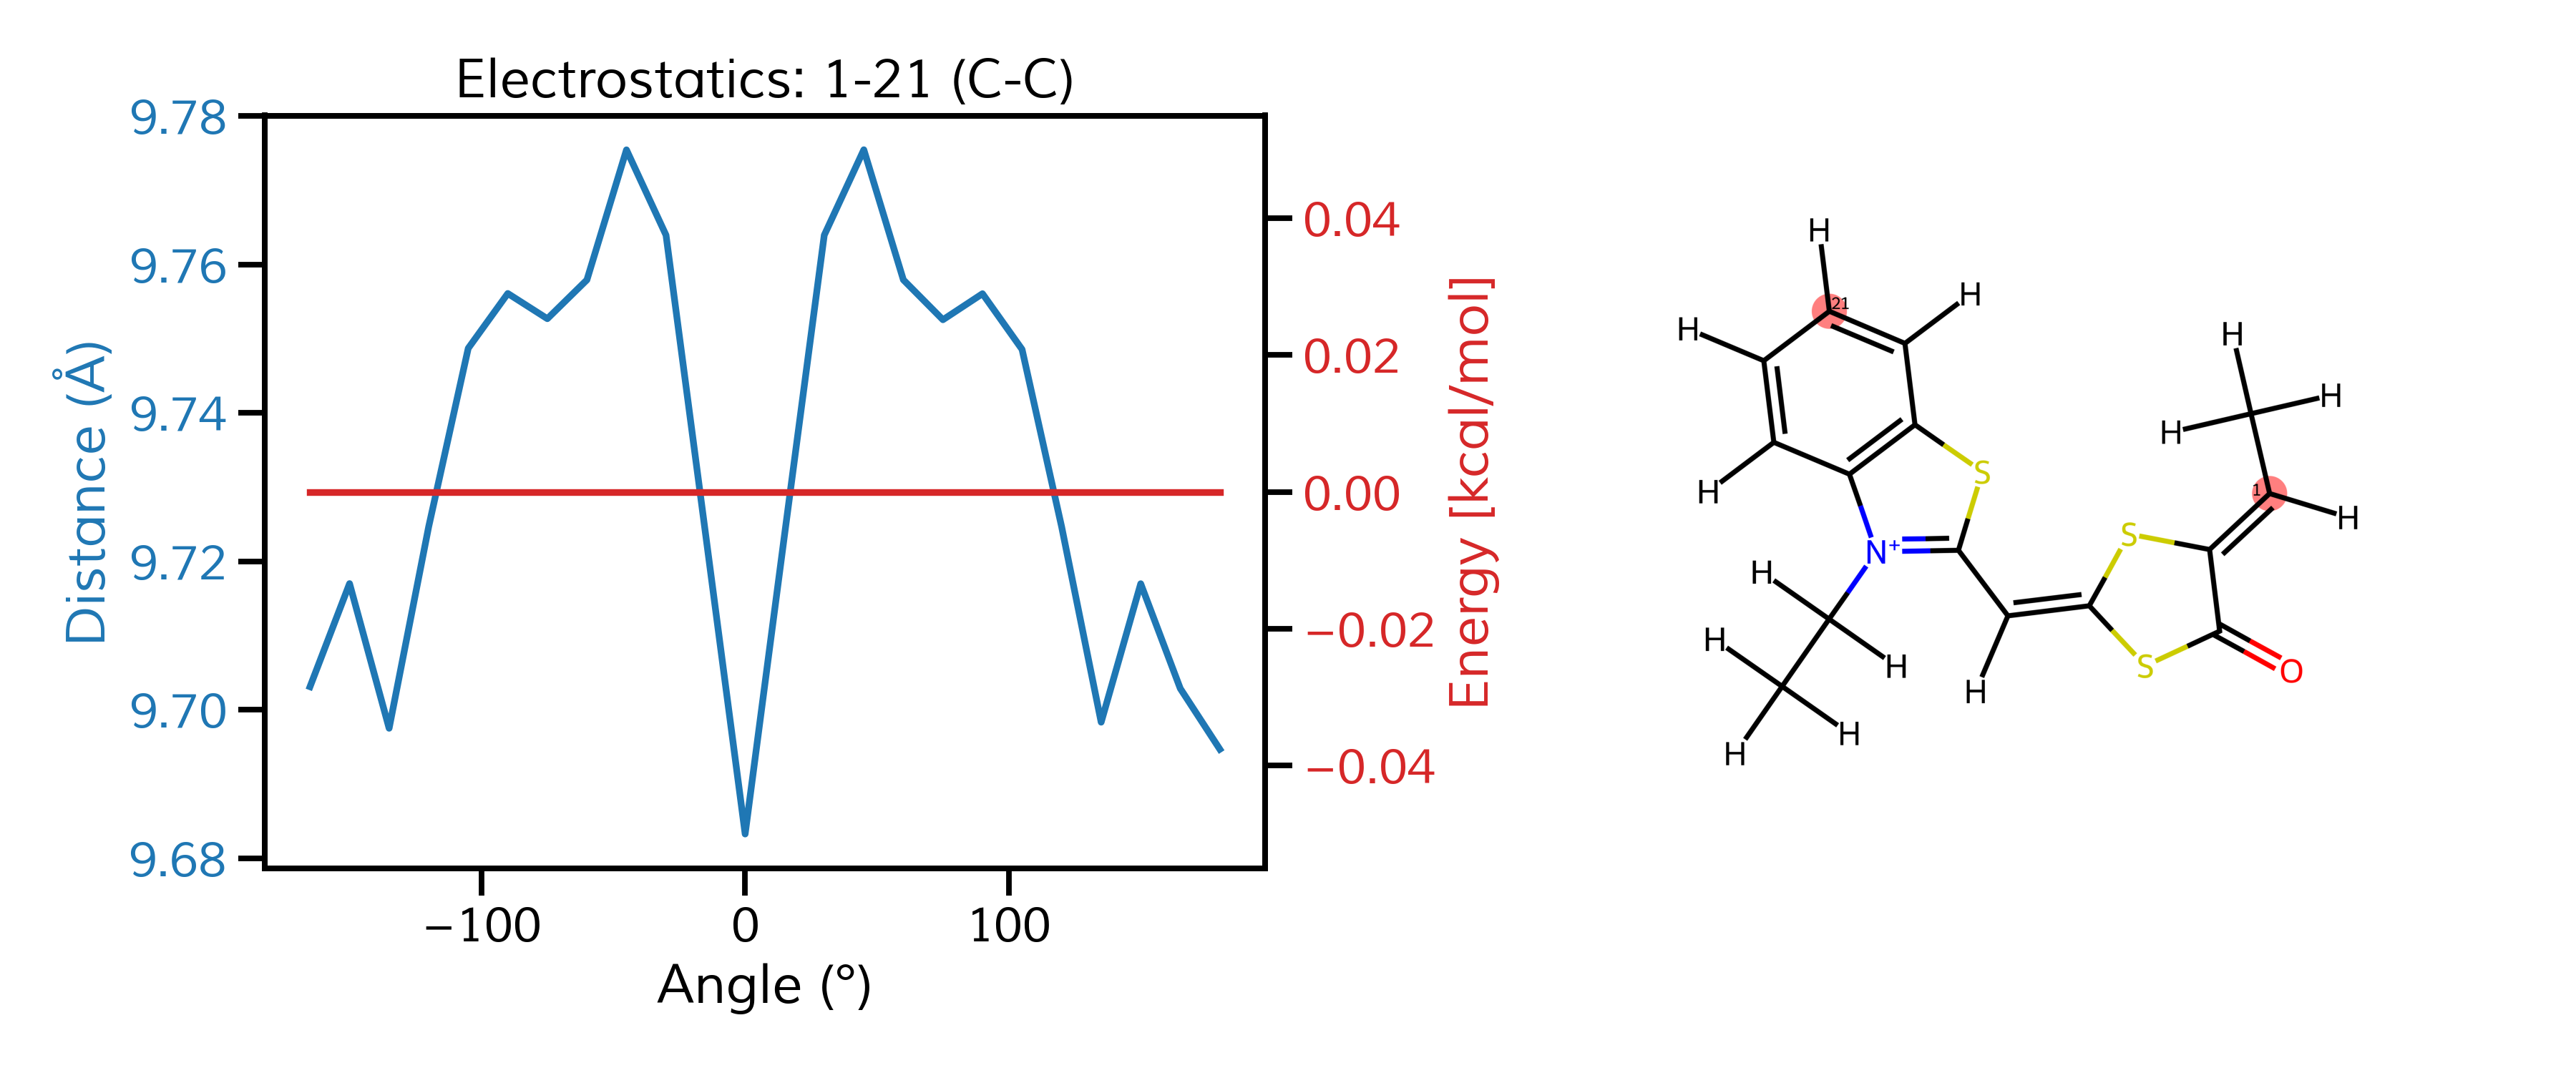 Electrostatics: 1-21 (C-C)
9.78
9.76
9.74
9.72
9.70
9.68
Distance (Å)
−100
0
100
Angle (°)
0.04
0.02
0.00
−0.02
−0.04
Energy [kcal/mol]
H
21
H
H
H
H
H
S
H
1
H
N+
S
H
H
H
S
O
H
H
H
H